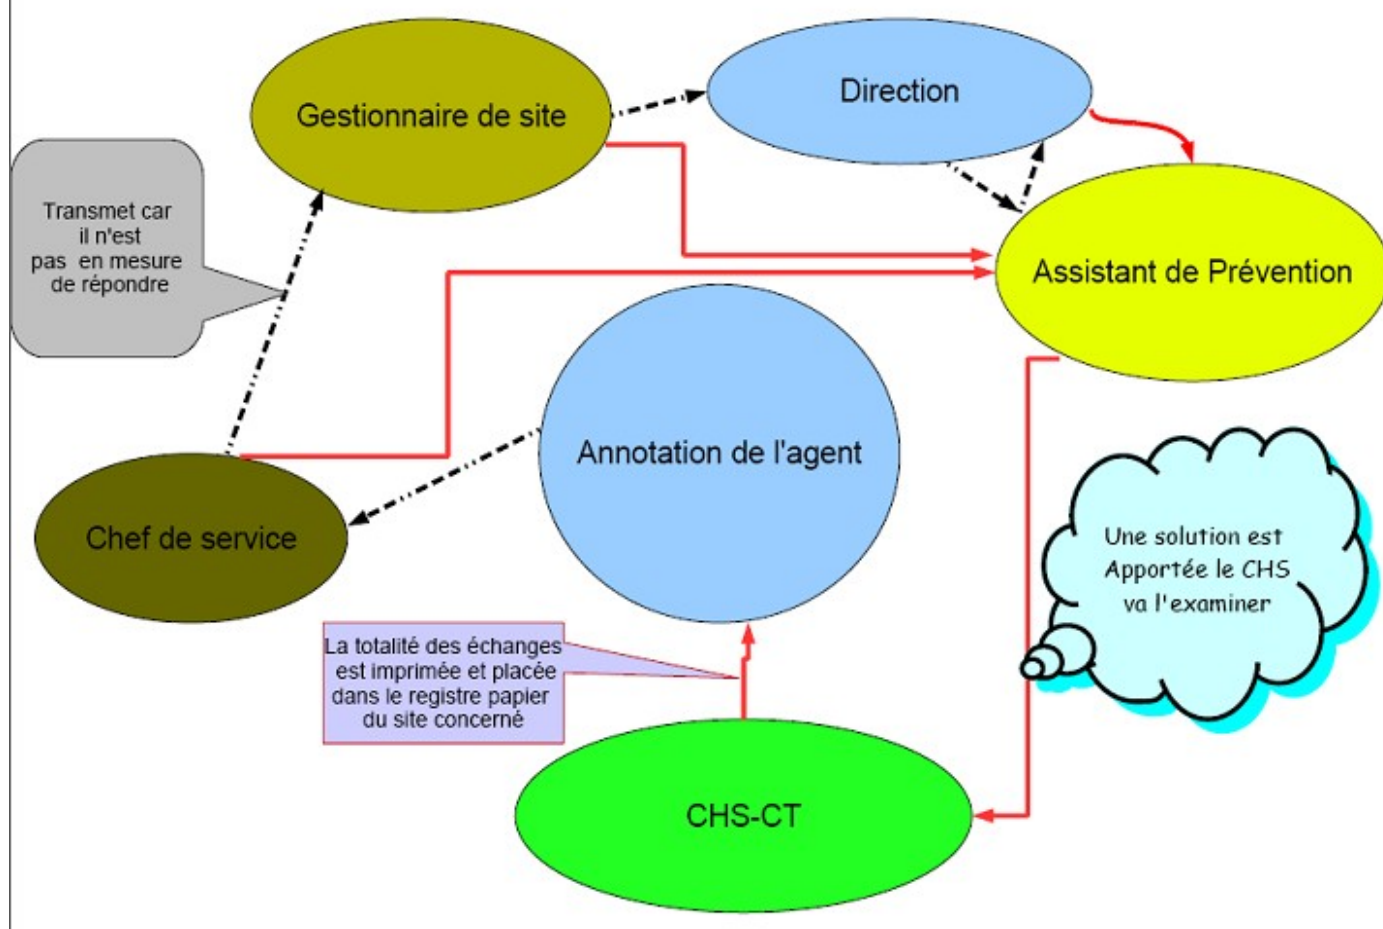 Gestionnaire de site
Direction
Transmet car
il n'est
pas en mesure
de répondre
Assistant de Prévention
Annotation de l'agent
Chef de service
Une solution est
Apportée le CHS
va l'examiner
La totalité des échanges
est imprimée et placée
dans le registre papier
du site concerné
CHS-CT